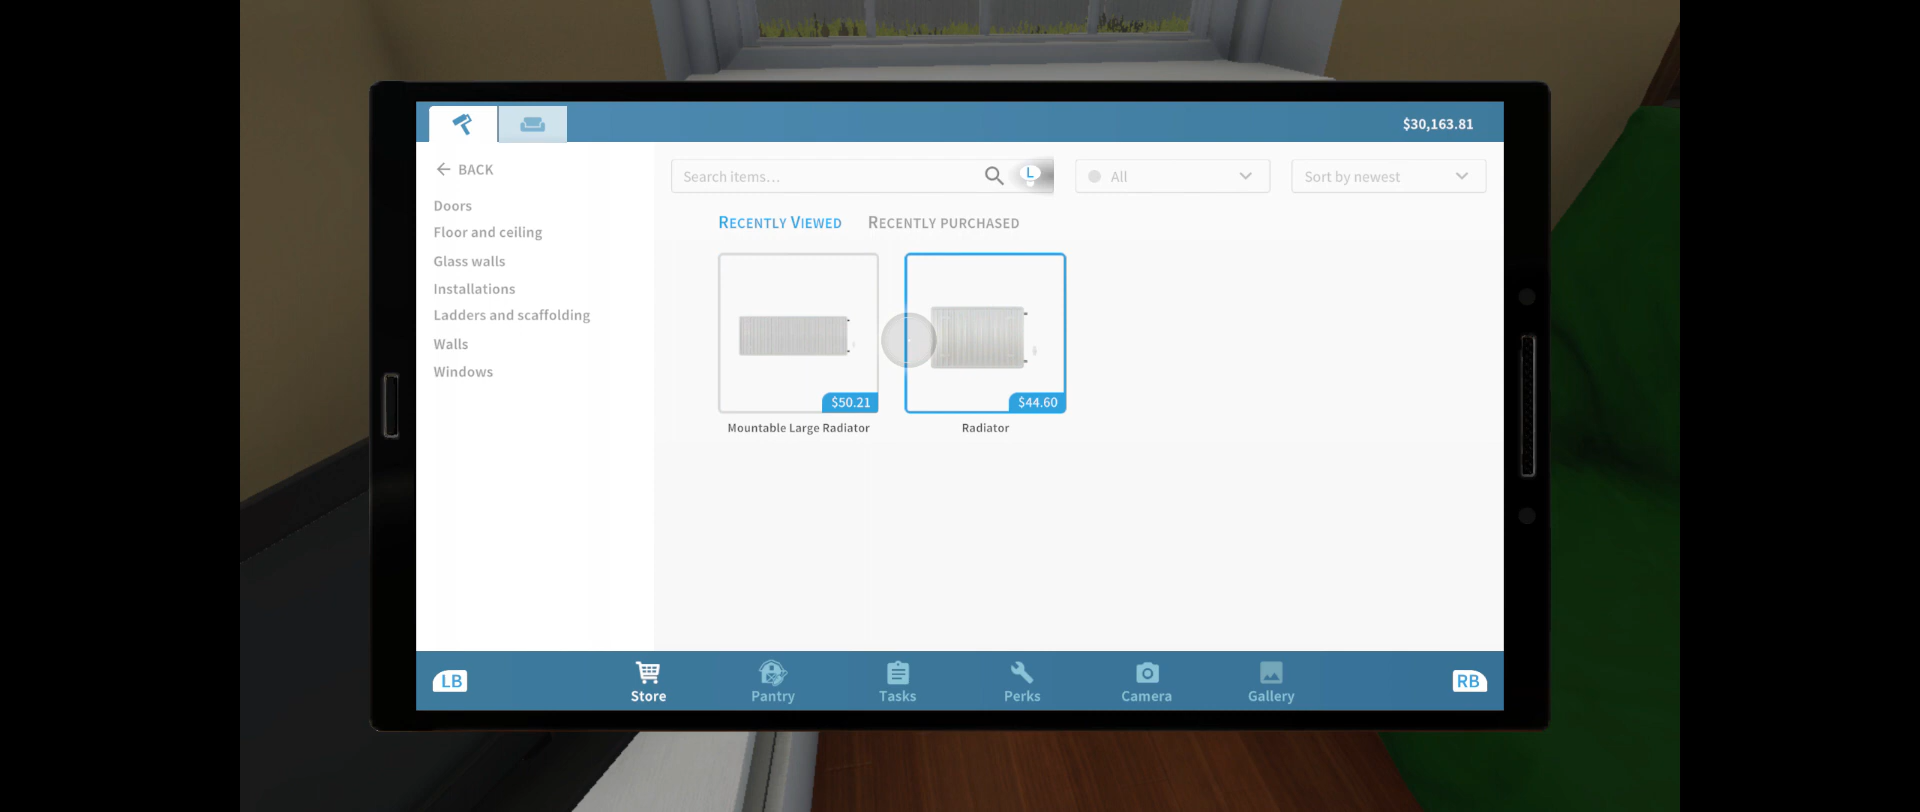 $30,163.81
BACK
Doors
Floor and ceiling
Glass walls
Installations
Ladders and scaffolding
Walls
Windows
Search items...
L
All
Sort by newest
RECENTLY VIEWED
RECENTLY PURCHASED
$50.21
Mountable Large Radiator
$44.60
Radiator
LB
Store
Pantry
Tasks
Perks
Camera
Gallery
RB